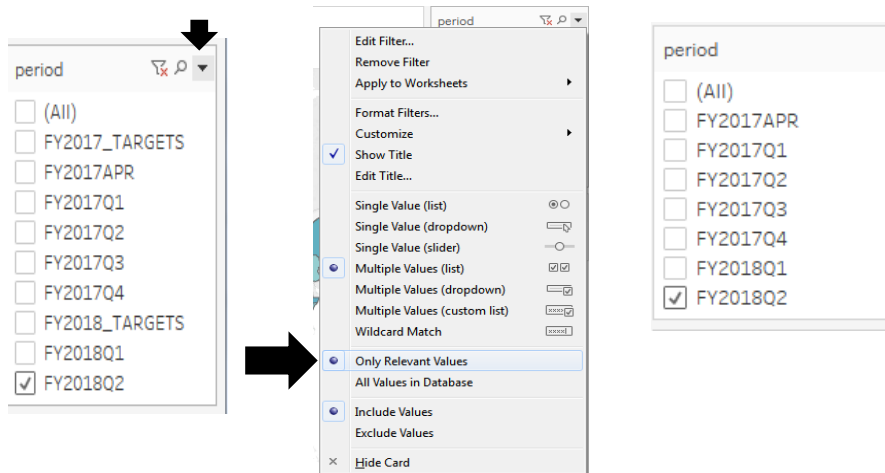 period
(All)
FY2017_TARGETS
FY2017APR
FY2017Q1
FY2017Q2
FY2017Q3
FY2017Q4
FY2018_TARGETS
FY2018Q1
FY2018Q2
period
Edit Filter...
Remove Filter
Apply to Worksheets
Format Filters...
Customize
Show Title
Edit Title...
Single Value (list)
Single Value (dropdown)
Single Value (slider)
Multiple Values (list)
Multiple Values (dropdown)
Multiple Values (custom list)
Wildcard Match
Only Relevant Values
All Values in Database
Include Values
Exclude Values
Hide Card
period
(All)
FY2017APR
FY2017Q1
FY2017Q2
FY2017Q3
FY2017Q4
FY2018Q1
FY2018Q2